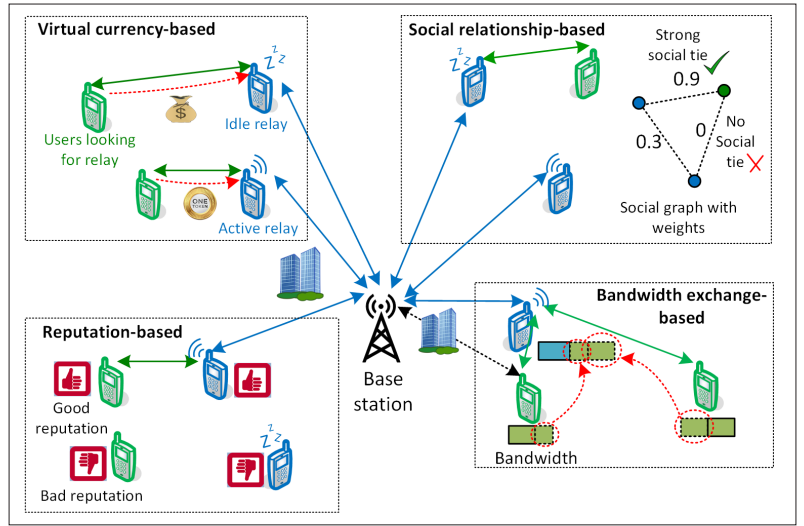 Virtual currency-based
Z Z Z
$
Idle relay
Users looking
for relay
ONE
TOKEN
Active relay
Social relationship-based
Z Z Z
Strong
social tie
0.9
0
0.3
No
Social
tie
Social graph with
weights
Reputation-based
Good
reputation
Z Z Z
Bad reputation
Base
station
Bandwidth exchange-
based
Bandwidth